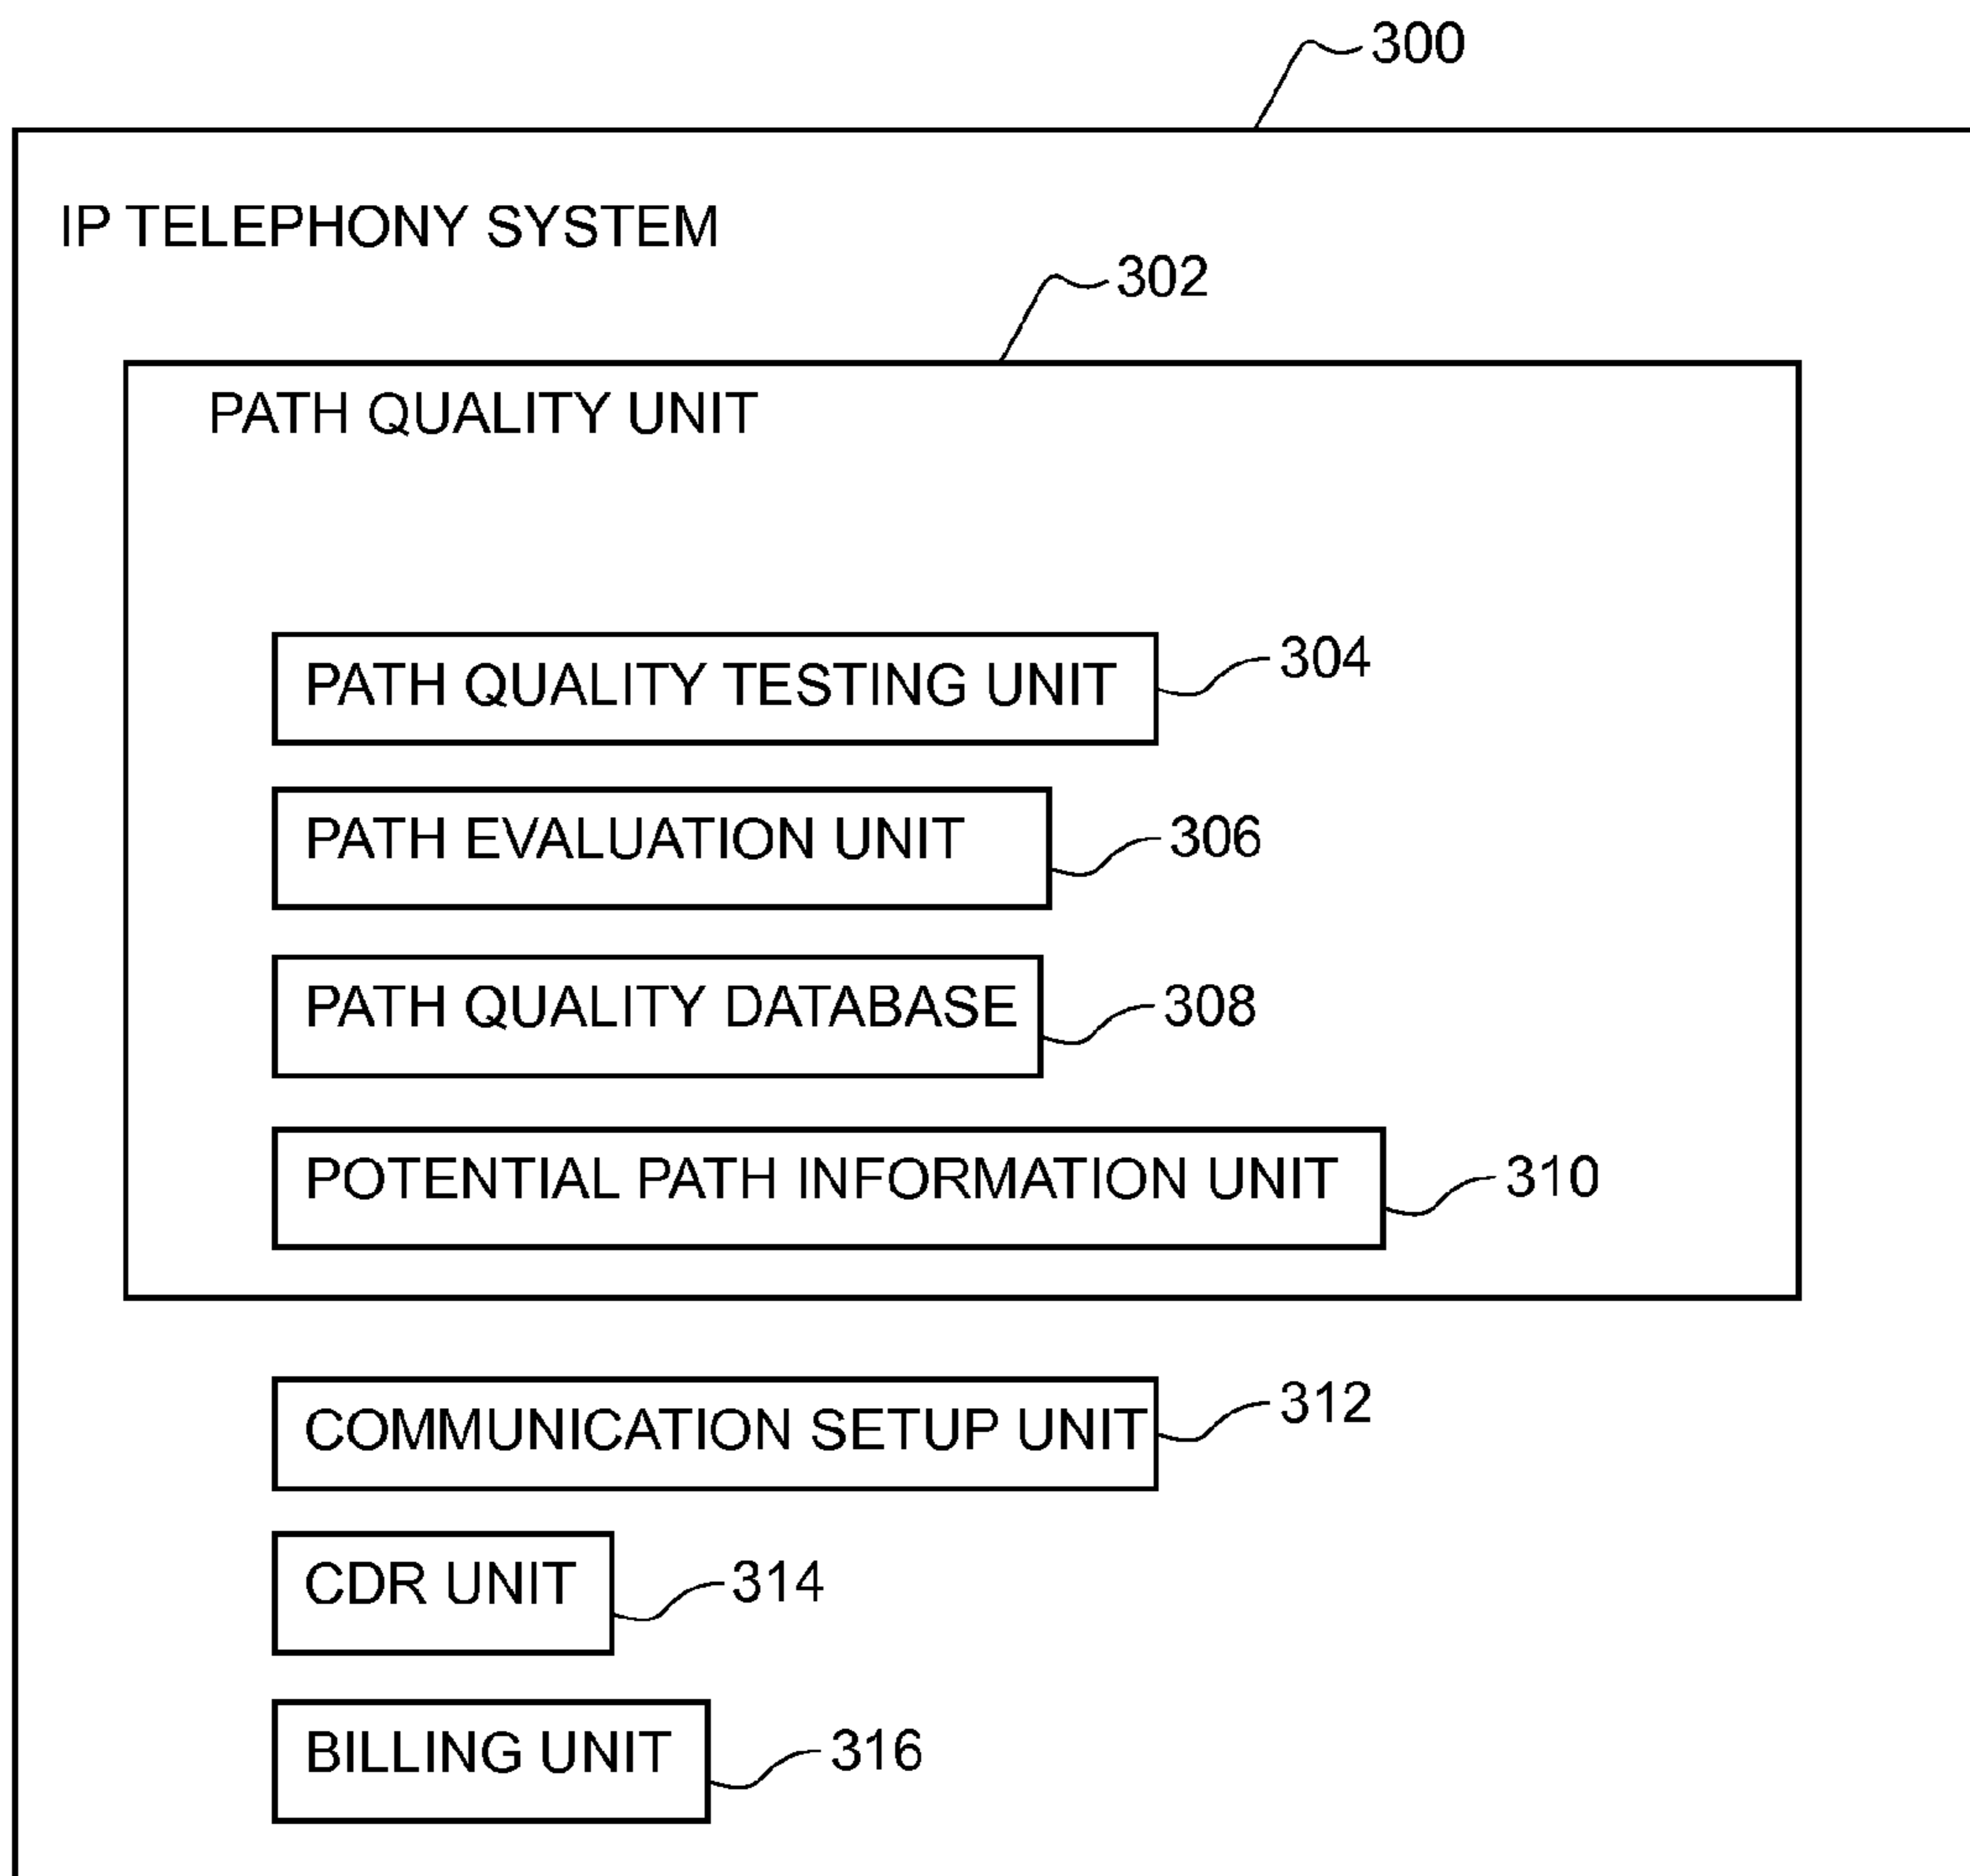 300
IP TELEPHONY SYSTEM
302
PATH QUALITY UNIT
PATH QUALITY TESTING UNIT 304
PATH EVALUATION UNIT 306
PATH QUALITY DATABASE 308
POTENTIAL PATH INFORMATION UNIT 310
COMMUNICATION SETUP UNIT 312
CDR UNIT 314
BILLING UNIT 316